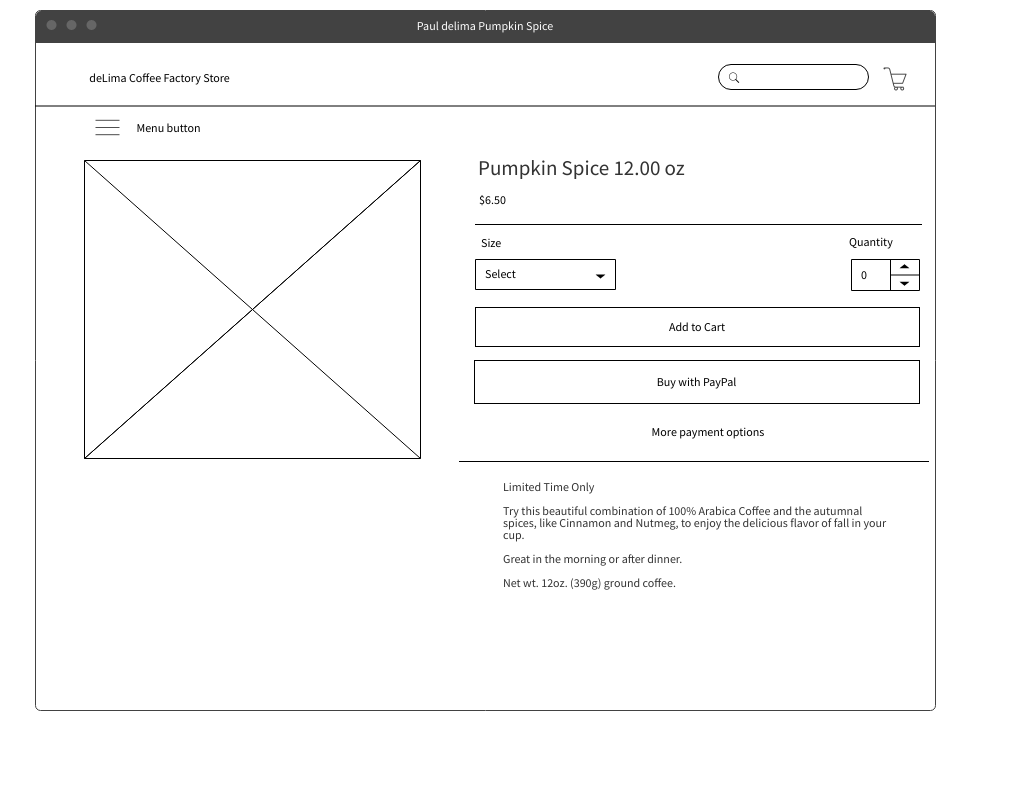 Paul delima Pumpkin Spice
deLima Coffee Factory Store
Menu button
Pumpkin Spice 12.00 oz
$6.50
Size
Quantity
Select
0
Add to Cart
Buy with PayPal
More payment options
Limited Time Only
Try this beautiful combination of 100% Arabica Coffee and the autumnal
spices, like Cinnamon and Nutmeg, to enjoy the delicious flavor of fall in your
cup.
Great in the morning or after dinner.
Net wt. 12oz. (390g) ground coffee.